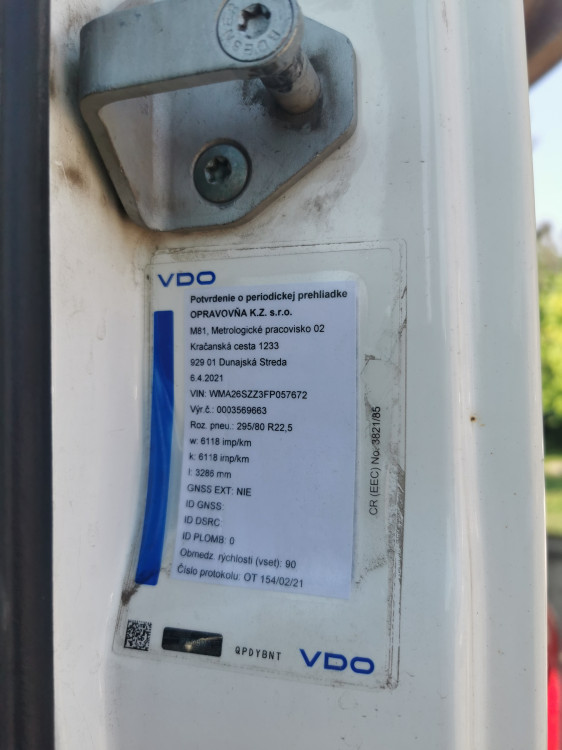 VDO
Potvrdenie o periodickej prehliadke
OPRAVOVŇA K.Z. s.r.o.
M81, Metrologické pracovisko 02
Kračanská cesta 1233
929 01 Dunajská Streda
6.4.2021
VIN: WMA26SZZ3FP057672
Výr.č.: 0003569663
Roz. pneu.: 295/80 R22,5
w: 6118 imp/km
k: 6118 imp/km
l: 3286 mm
GNSS EXT: NIE
ID GNSS:
ID DSRC:
ID PLOMB: 0
Obmedz. rýchlosti (vset): 90
Číslo protokolu: OT 154/02/21
CR (EEC) No. 3821/85
QPDYBNT
VDO